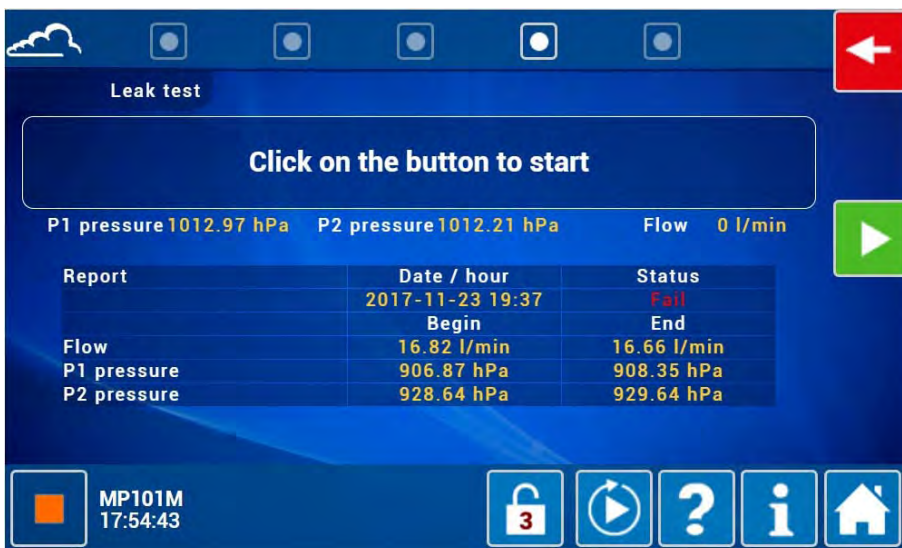 Leak test
Click on the button to start
P1 pressure 1012.97 hPa P2 pressure 1012.21 hPa Flow 0 l/min
Report Date / hour Status
2017-11-23 19:37 Fail
Begin End
Flow 16.82 l/min 16.66 l/min
P1 pressure 906.87 hPa 908.35 hPa
P2 pressure 928.64 hPa 929.64 hPa
MP101M
17:54:43
3 ? i